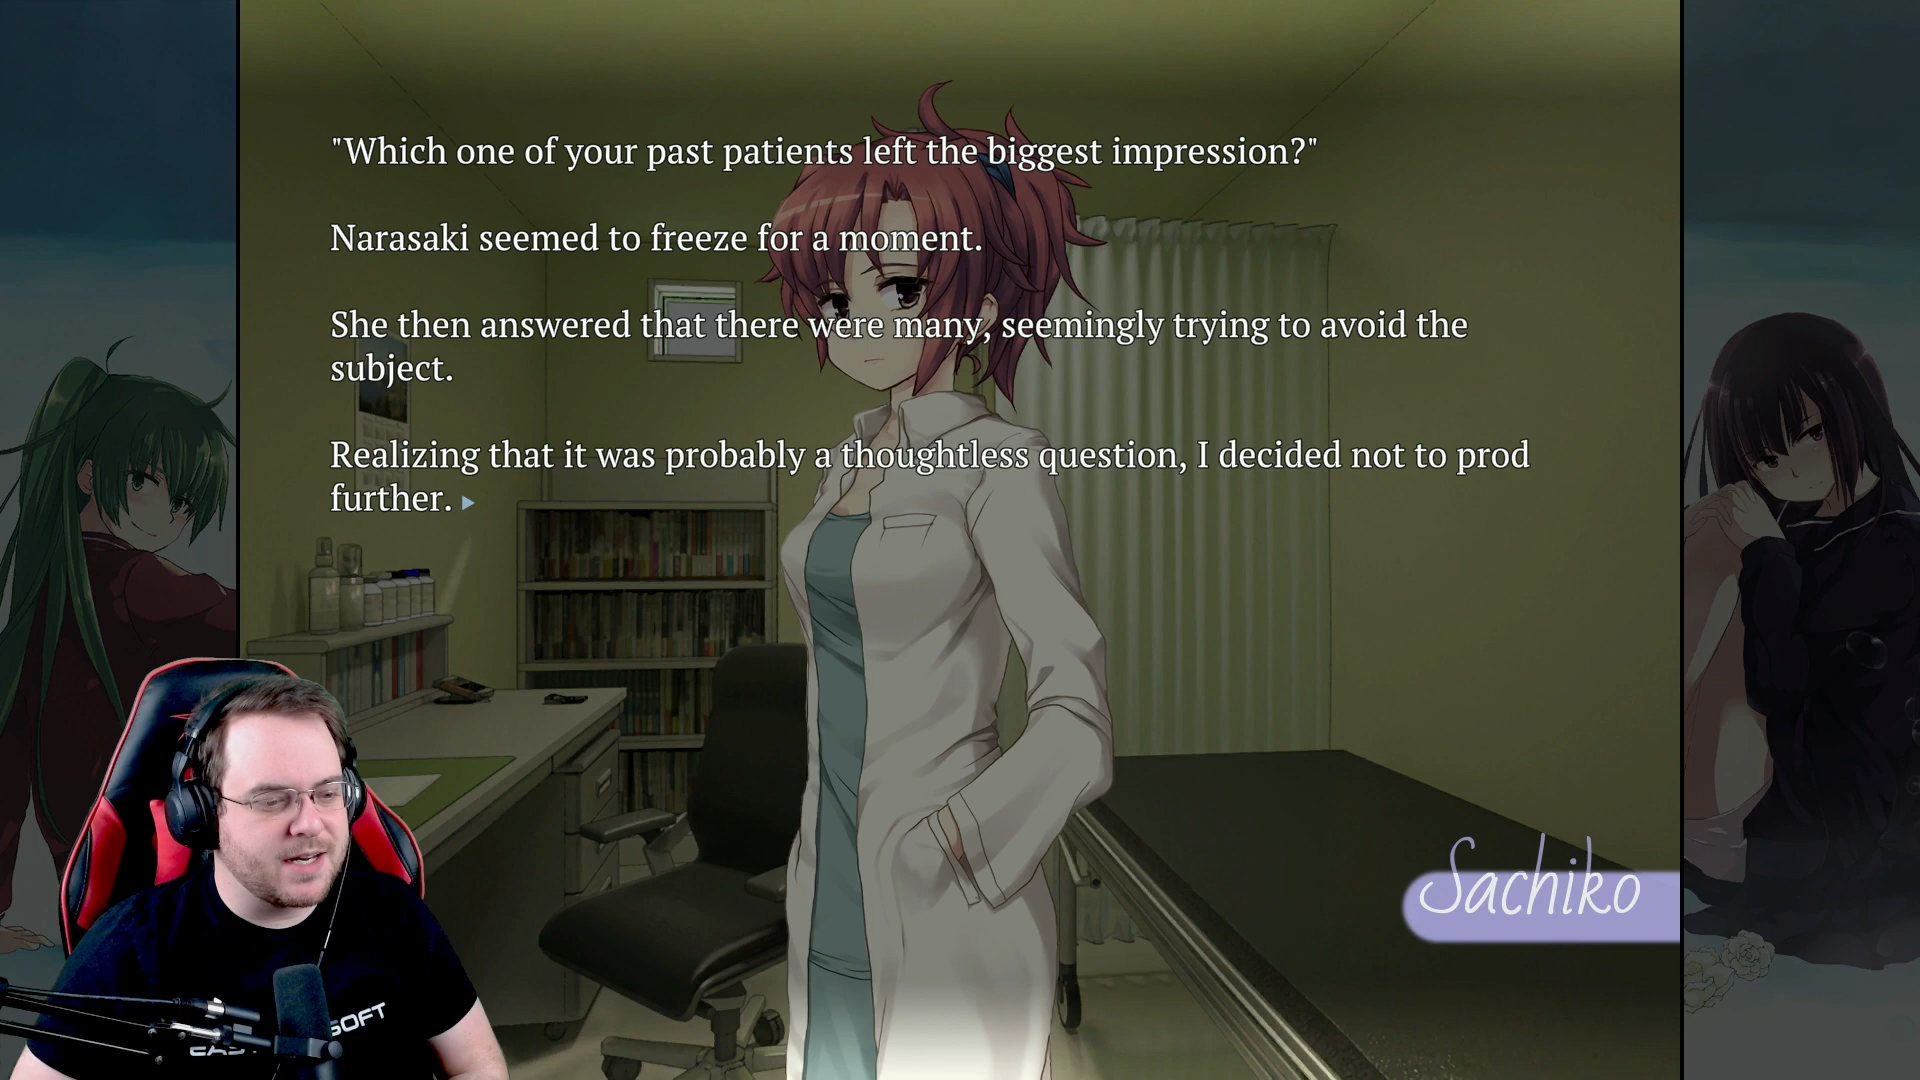 "Which one of your past patients left the biggest impression?"
Narasaki seemed to freeze for a moment.
She then answered that there were many, seemingly trying to avoid the
subject.
Realizing that it was probably a thoughtless question, I decided not to prod
further.
Sachiko
SOFT